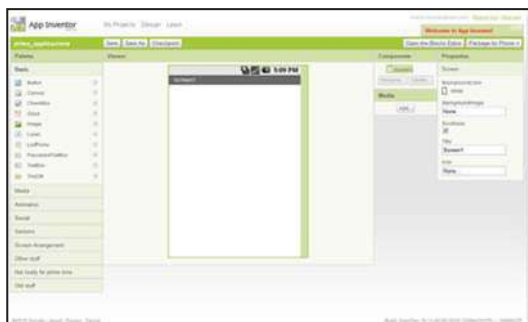 App Inventor
BETA
My Projects Design Learn
Welcome to App Inventor!
prima_applicazione
Save Save As Checkpoint
Open the Blocks Editor Package for Phone
Palette
Viewer
Components
Properties
Basic
Button
Canvas
CheckBox
Clock
Image
Label
ListPicker
PasswordTextBox
TextBox
TinyDB
Media
Animation
Social
Sensors
Screen Arrangement
Other stuff
Not ready for prime time
Old stuff
5:09 PM
Screen1
Screen1
Rename Delete
Media
Add...
Screen
BackgroundColor
White
BackgroundImage
None
Scrollable
Title
Screen1
Icon
None